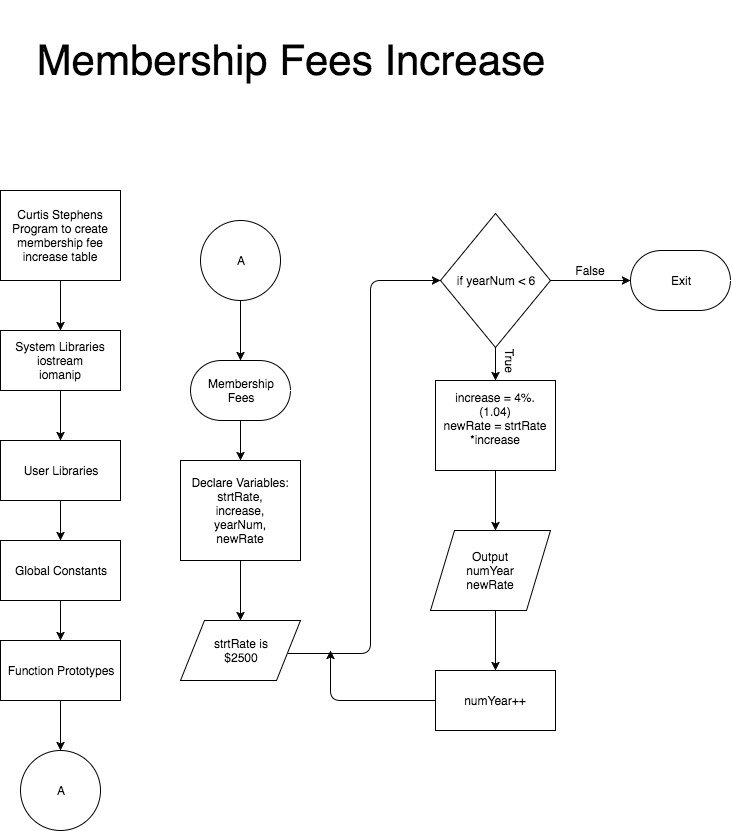 Membership Fees Increase
Curtis Stephens
Program to create
membership fee
increase table
System Libraries
iostream
iomanip
User Libraries
Global Constants
Function Prototypes
A
A
Membership
Fees
Declare Variables:
strtRate,
increase,
yearNum,
newRate
strtRate is
$2500
if yearNum < 6
False
Exit
True
increase = 4%.
(1.04)
newRate = strtRate
*increase
Output
numYear
newRate
numYear++